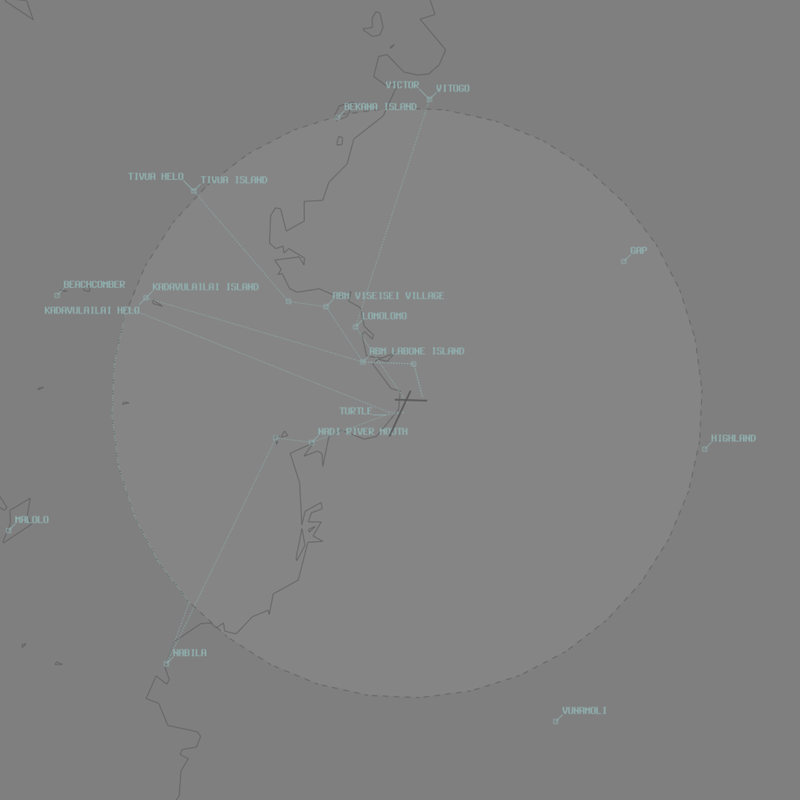 VICTOR
VITOGO
BEKANA ISLAND
TIVUA HELO
TIVUA ISLAND
GAP
BEACHCOMBER
KADAVULAILAI ISLAND
ABM VISEISEI VILLAGE
KADAVULAILAI HELO
LOMOLOMO
ABM LABONE ISLAND
TURTLE
NADI RIVER MOUTH
HIGHLAND
MALOLO
NABILA
VUNAMOLI